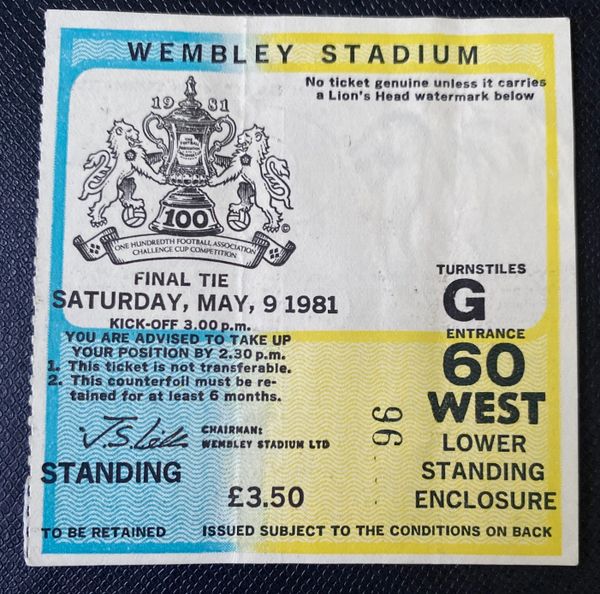 WEMBLEY STADIUM
No ticket genuine unless it carries
a Lion's Head watermark below
1981
100
ONE HUNDREDTH FOOTBALL ASSOCIATION
CHALLENGE CUP COMPETITION
©
FINAL TIE
SATURDAY, MAY, 9 1981
KICK-OFF 3.00 p.m.
YOU ARE ADVISED TO TAKE UP
YOUR POSITION BY 2.30 p.m.
1. This ticket is not transferable.
2. This counterfoil must be re-
tained for at least 6 months.
CHAIRMAN:
WEMBLEY STADIUM LTD
STANDING
£3.50
96
TURNSTILES
G
ENTRANCE
60
WEST
LOWER
STANDING
ENCLOSURE
TO BE RETAINED
ISSUED SUBJECT TO THE CONDITIONS ON BACK